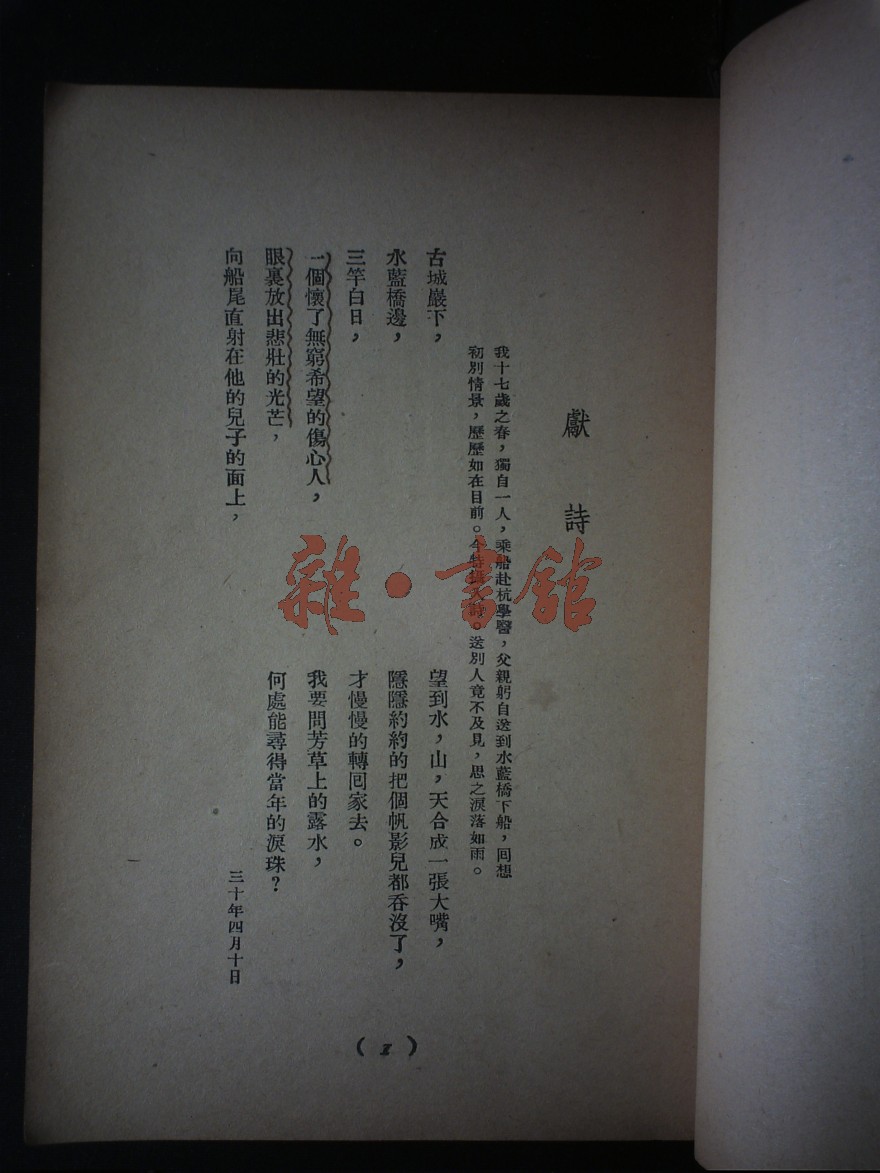 獻詩
我十七歲之春，獨自一人，乘船赴杭學醫，父親躬自送到水藍橋下船，囘想
初別情景，歷歷如在目前。今特。送別人竟不及見，思之淚落如雨。
古城巖下，
水藍橋邊，
三竿白日，
一個懷了無窮希望的傷心人，
眼裏放出悲壯的光芒，
向船尾直射在他的兒子的面上，
望到水，山，天合成一張大嘴，
隱隱約約的把個帆影兒都吞沒了，
才慢慢的轉囘家去。
我要問芳草上的露水，
何處能尋得當年的淚珠？
三十年四月十日
（1）
雜·書館